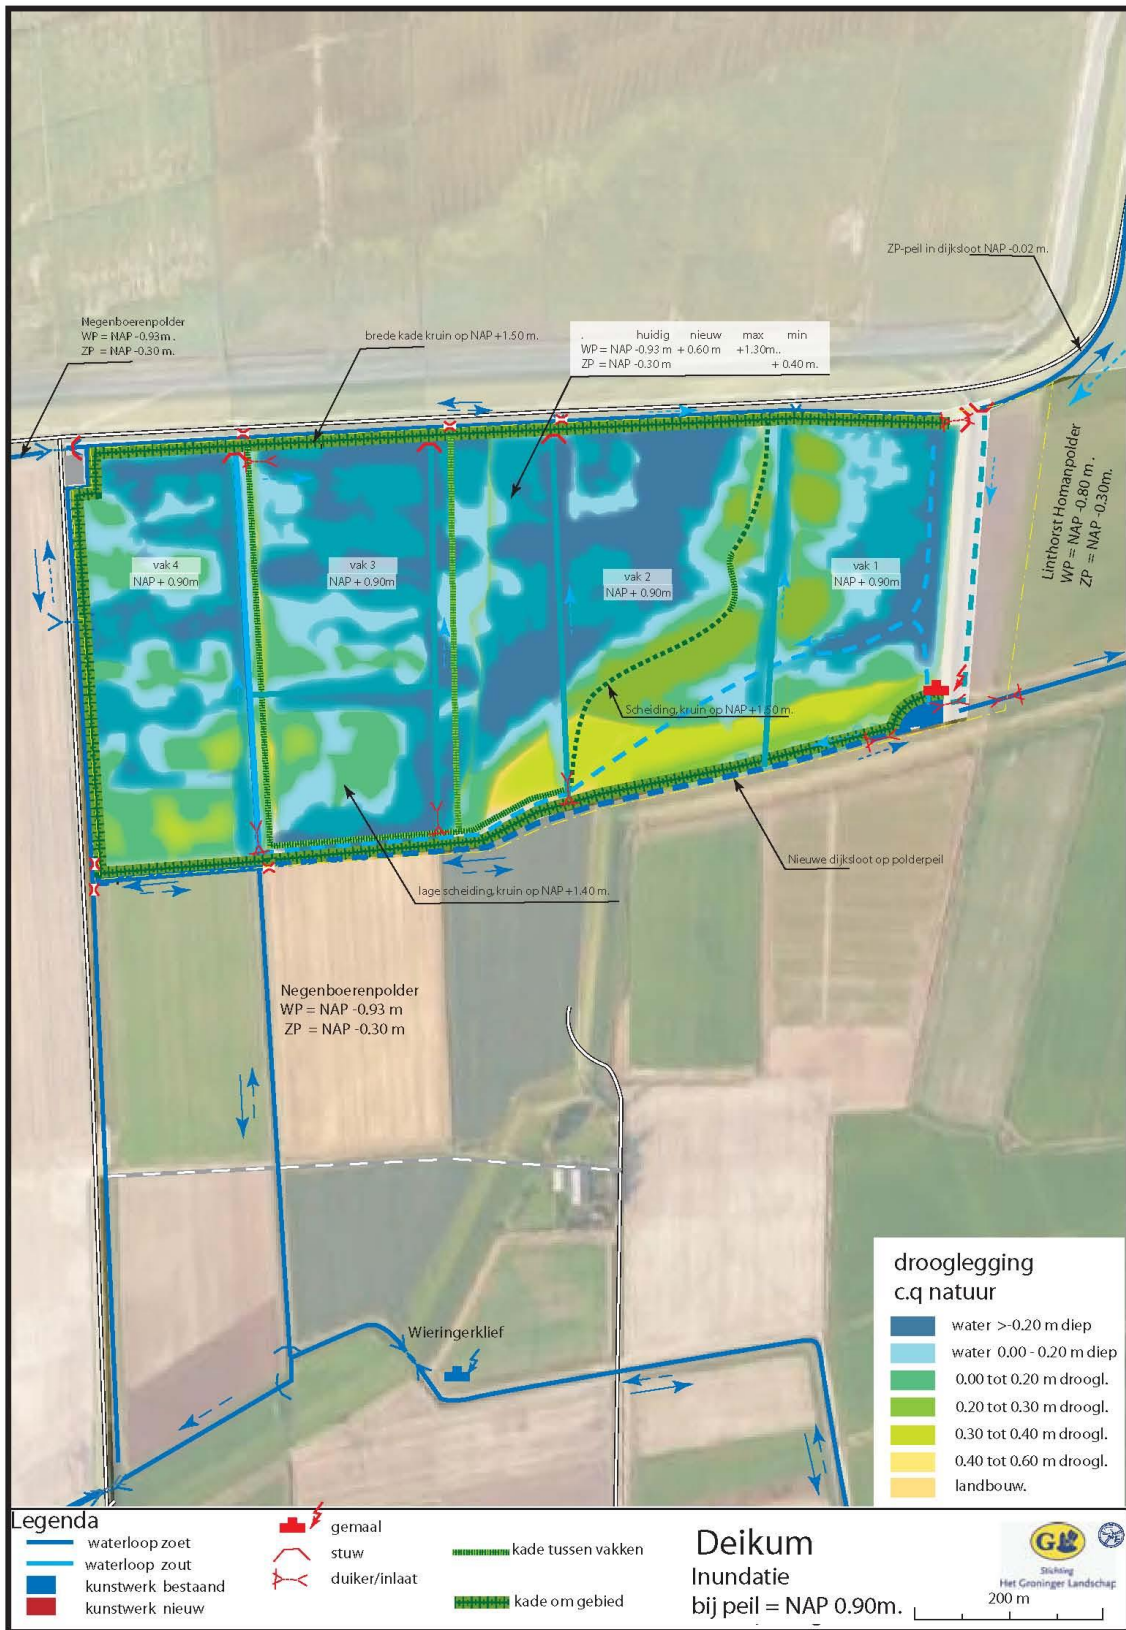 ZP-peil in dijksloot NAP -0.02 m.
Negenboerenpolder
WP = NAP -0.93m.
ZP = NAP -0.30 m.
brede kade kruin op NAP +1.50 m.
. huidig nieuw max min
WP = NAP -0.93 m + 0.60 m +1.30m..
ZP = NAP -0.30 m + 0.40 m.
Linthorst Homanpolder
WP = NAP -0.80 m .
ZP = NAP -0.30m.
vak 4
NAP + 0.90m
vak 3
NAP + 0.90m
vak 2
NAP + 0.90m
vak 1
NAP + 0.90m
Scheiding, kruin op NAP +1.50 m.
Nieuwe dijksloot op polderpeil
lage scheiding, kruin op NAP +1.40 m.
Negenboerenpolder
WP = NAP -0.93 m
ZP = NAP -0.30 m
Wieringerklief
drooglegging
c.q natuur
water >-0.20 m diep
water 0.00 - 0.20 m diep
0.00 tot 0.20 m droogl.
0.20 tot 0.30 m droogl.
0.30 tot 0.40 m droogl.
0.40 tot 0.60 m droogl.
landbouw.
Legenda
waterloop zoet
waterloop zout
kunstwerk bestaand
kunstwerk nieuw
gemaal
stuw
duiker/inlaat
kade tussen vakken
kade om gebied
Deikum
Inundatie
bij peil = NAP 0.90m.
G
Stichting
Het Groninger Landschap
200 m